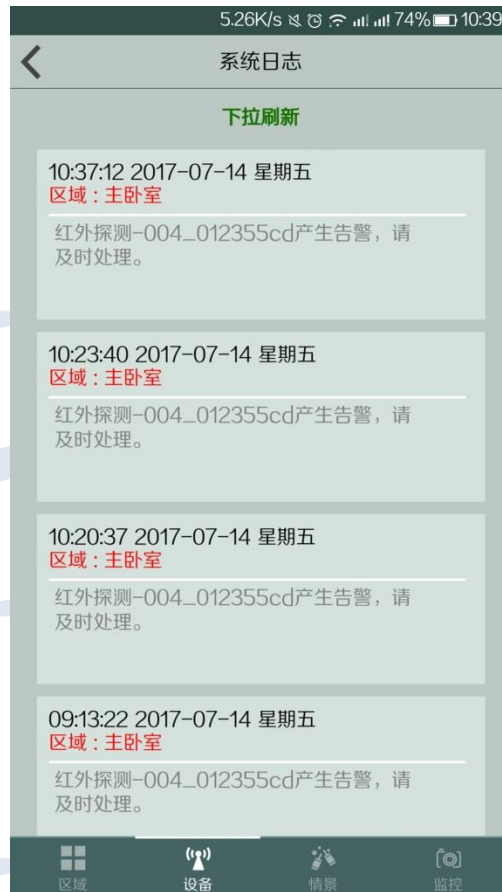 5.26K/s 74% 10:39
系统日志
下拉刷新
10:37:12 2017-07-14 星期五
区域：主卧室
红外探测-004_012355cd产生告警，请
及时处理。
10:23:40 2017-07-14 星期五
区域：主卧室
红外探测-004_012355cd产生告警，请
及时处理。
10:20:37 2017-07-14 星期五
区域：主卧室
红外探测-004_012355cd产生告警，请
及时处理。
09:13:22 2017-07-14 星期五
区域：主卧室
红外探测-004_012355cd产生告警，请
及时处理。
区域 设备 情景 监控